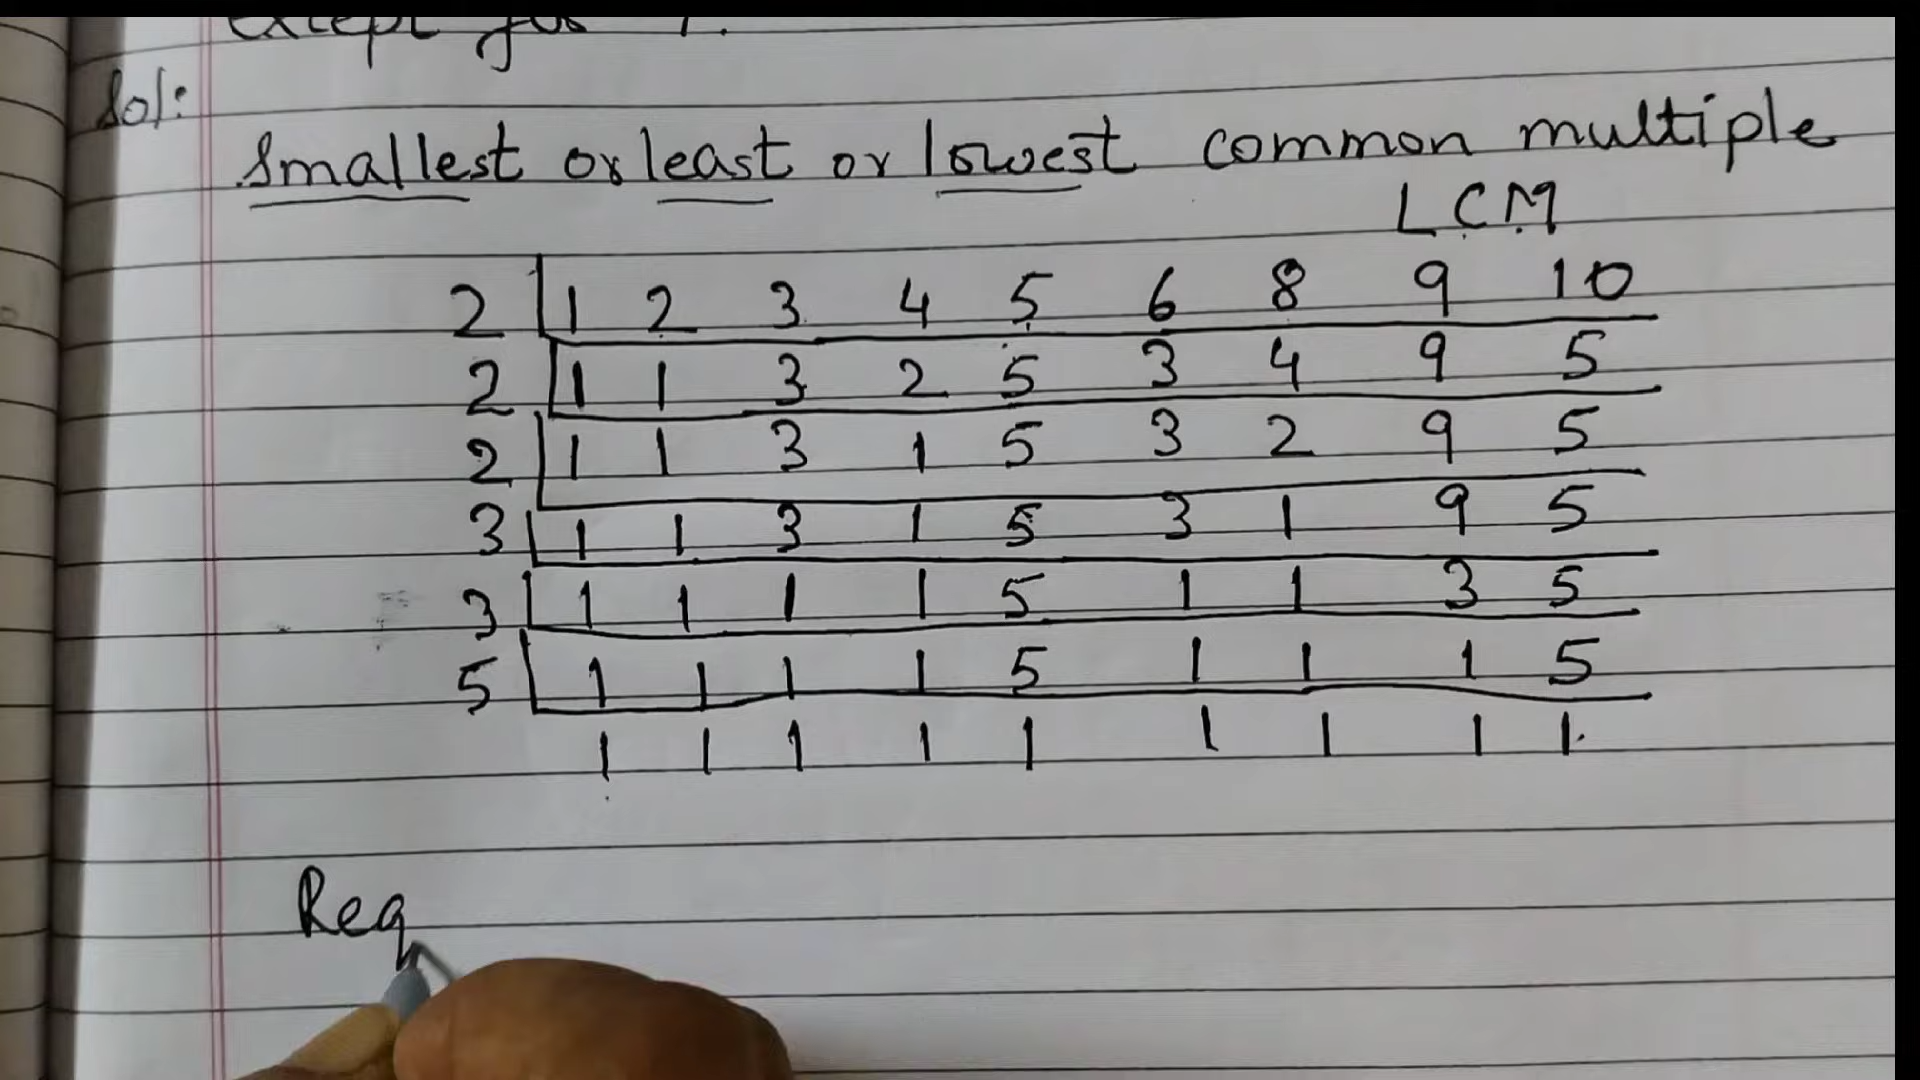 except for 7.
Sol:
Smallest or least or lowest common multiple
LCM
2 1 2 3 4 5 6 8 9 10
2 1 1 3 2 5 3 4 9 5
2 1 1 3 1 5 3 2 9 5
3 1 1 3 1 5 3 1 9 5
3 1 1 1 1 5 1 1 3 5
5 1 1 1 1 5 1 1 1 5
1 1 1 1 1 1 1 1 1.
Req